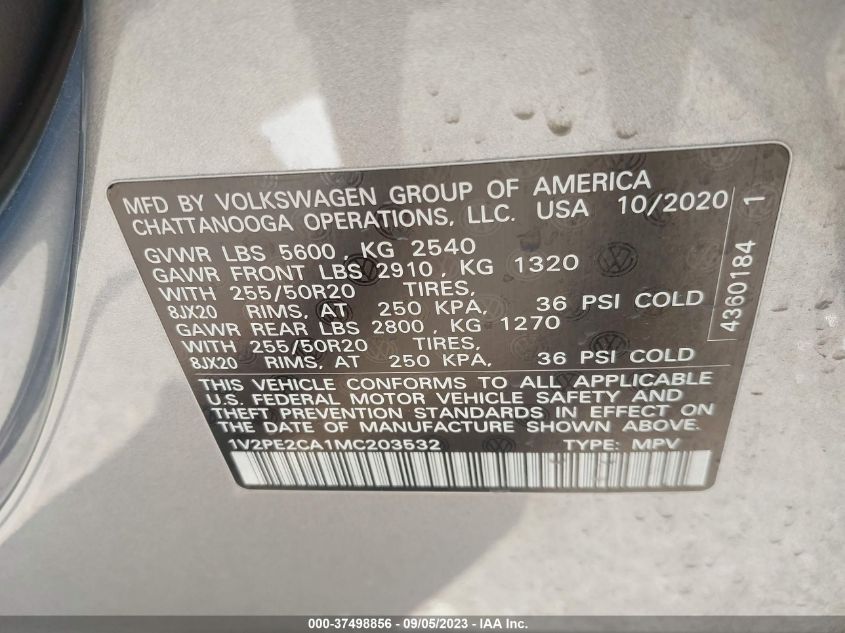 MFD BY VOLKSWAGEN GROUP OF AMERICA
CHATTANOOGA OPERATIONS, LLC. USA 10/2020
GVWR LBS 5600, KG 2540
GAWR FRONT LBS 2910, KG 1320
WITH 255/50R20 TIRES,
8JX20 RIMS, AT 250 KPA, 36 PSI COLD
GAWR REAR LBS 2800, KG 1270
WITH 255/50R20 TIRES,
8JX20 RIMS, AT 250 KPA, 36 PSI COLD
THIS VEHICLE CONFORMS TO ALL APPLICABLE
U.S. FEDERAL MOTOR VEHICLE SAFETY AND
THEFT PREVENTION STANDARDS IN EFFECT ON
THE DATE OF MANUFACTURE SHOWN ABOVE.
1V2PE2CA1MC203532 TYPE: MPV
4360184 1
000-37498856 - 09/05/2023 - IAA Inc.